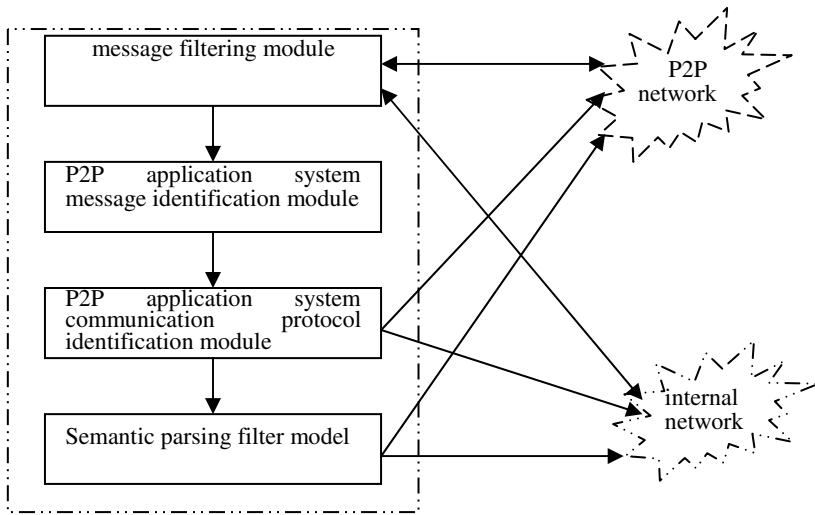 message filtering module
P2P application system
message identification module
P2P application system
communication protocol
identification module
Semantic parsing filter model
P2P
network
internal
network